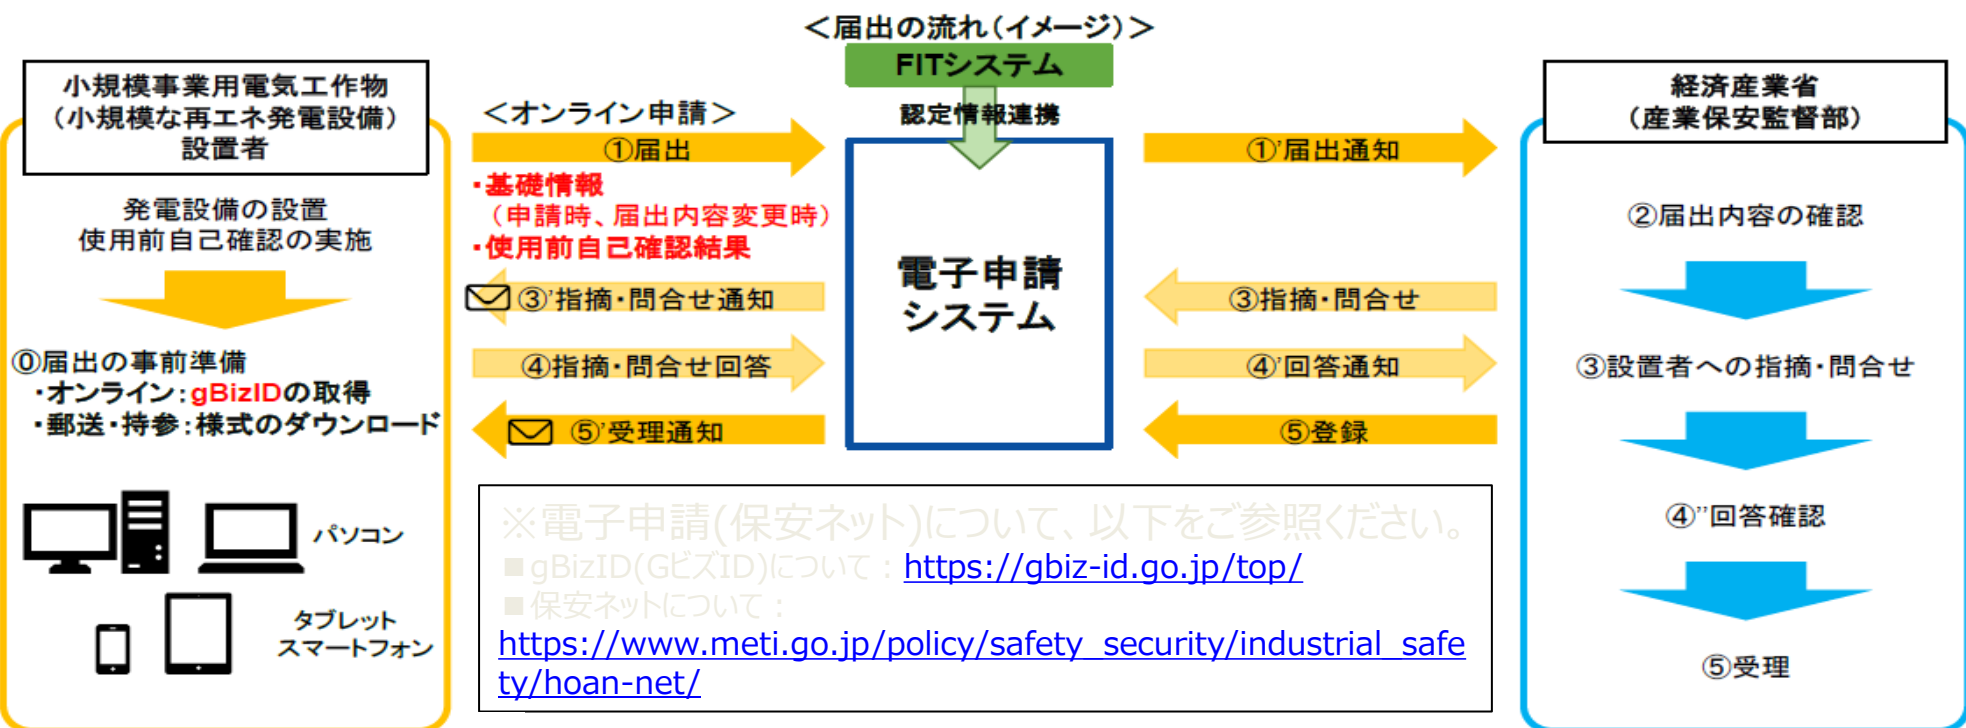 ＜届出の流れ（イメージ）＞
FITシステム
認定情報連携
小規模事業用電気工作物
（小規模な再エネ発電設備）
設置者
発電設備の設置
使用前自己確認の実施
⓪届出の事前準備
・オンライン：gBizIDの取得
・郵送・持参：様式のダウンロード
パソコン
タブレット
スマートフォン
＜オンライン申請＞
①届出
・基礎情報
（申請時、届出内容変更時）
・使用前自己確認結果
③’指摘・問合せ通知
④指摘・問合せ回答
⑤’受理通知
電子申請
システム
①’届出通知
③指摘・問合せ
④’回答通知
⑤登録
経済産業省
（産業保安監督部）
②届出内容の確認
③設置者への指摘・問合せ
④’’回答確認
⑤受理
※電子申請(保安ネット)について、以下をご参照ください。
■gBizID(GビズID)について：https://gbiz-id.go.jp/top/
■保安ネットについて：
https://www.meti.go.jp/policy/safety_security/industrial_safe
ty/hoan-net/